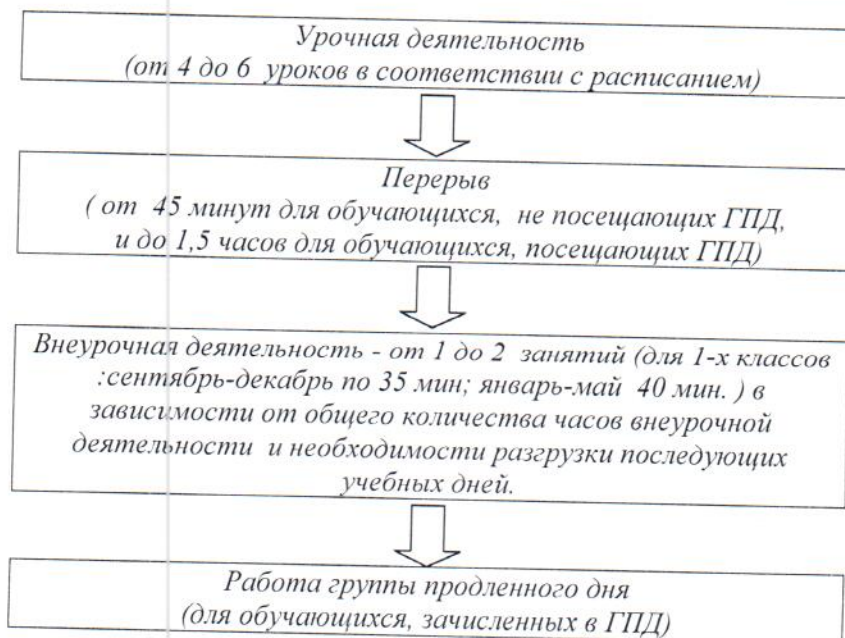 Урочная деятельность
(от 4 до 6 уроков в соответствии с расписанием)
Перерыв
( от 45 минут для обучающихся, не посещающих ГПД,
и до 1,5 часов для обучающихся, посещающих ГПД)
Внеурочная деятельность - от 1 до 2 занятий (для 1-х классов
:сентябрь-декабрь по 35 мин; январь-май 40 мин. ) в
зависимости от общего количества часов внеурочной
деятельности и необходимости разгрузки последующих
учебных дней.
Работа группы продленного дня
(для обучающихся, зачисленных в ГПД)